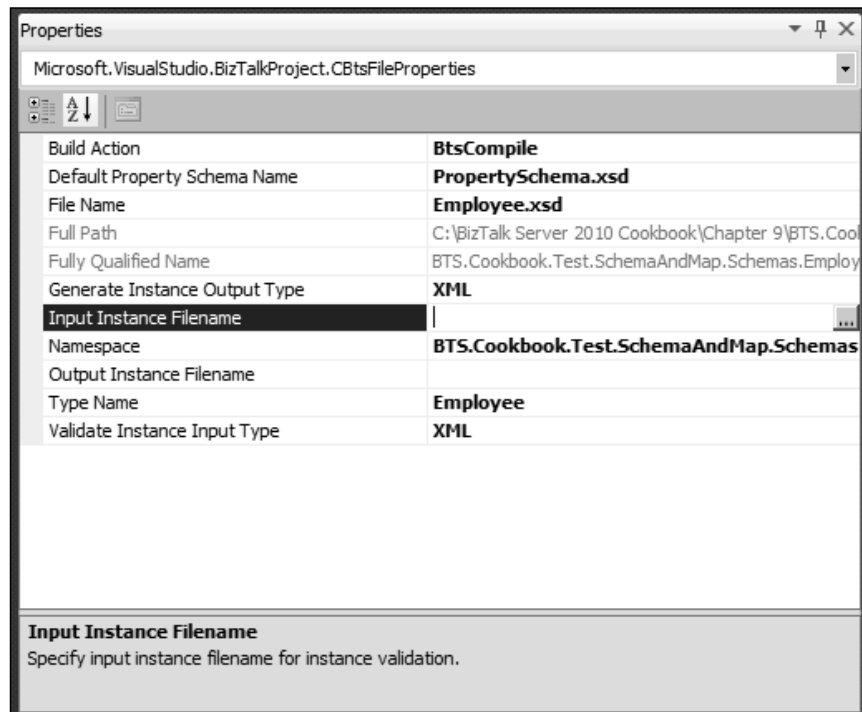 Properties
Microsoft.VisualStudio.BizTalkProject.CBtsFileProperties
Build Action BtsCompile
Default Property Schema Name PropertySchema.xsd
File Name Employee.xsd
Full Path C:\BizTalk Server 2010 Cookbook\Chapter 9\BTS.Cool
Fully Qualified Name BTS.Cookbook.Test.SchemaAndMap.Schemas.Employ
Generate Instance Output Type XML
Input Instance Filename ...
Namespace BTS.Cookbook.Test.SchemaAndMap.Schemas
Output Instance Filename
Type Name Employee
Validate Instance Input Type XML
Input Instance Filename
Specify input instance filename for instance validation.